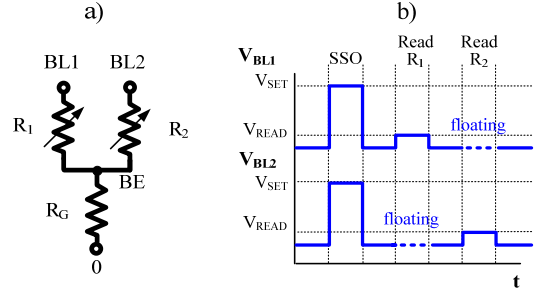 a)
BL1 BL2
R1
R2
BE
RG
0
b)
VBL1
SSO
Read
R1
Read
R2
VSET
VREAD
floating
VBL2
VSET
floating
VREAD
t